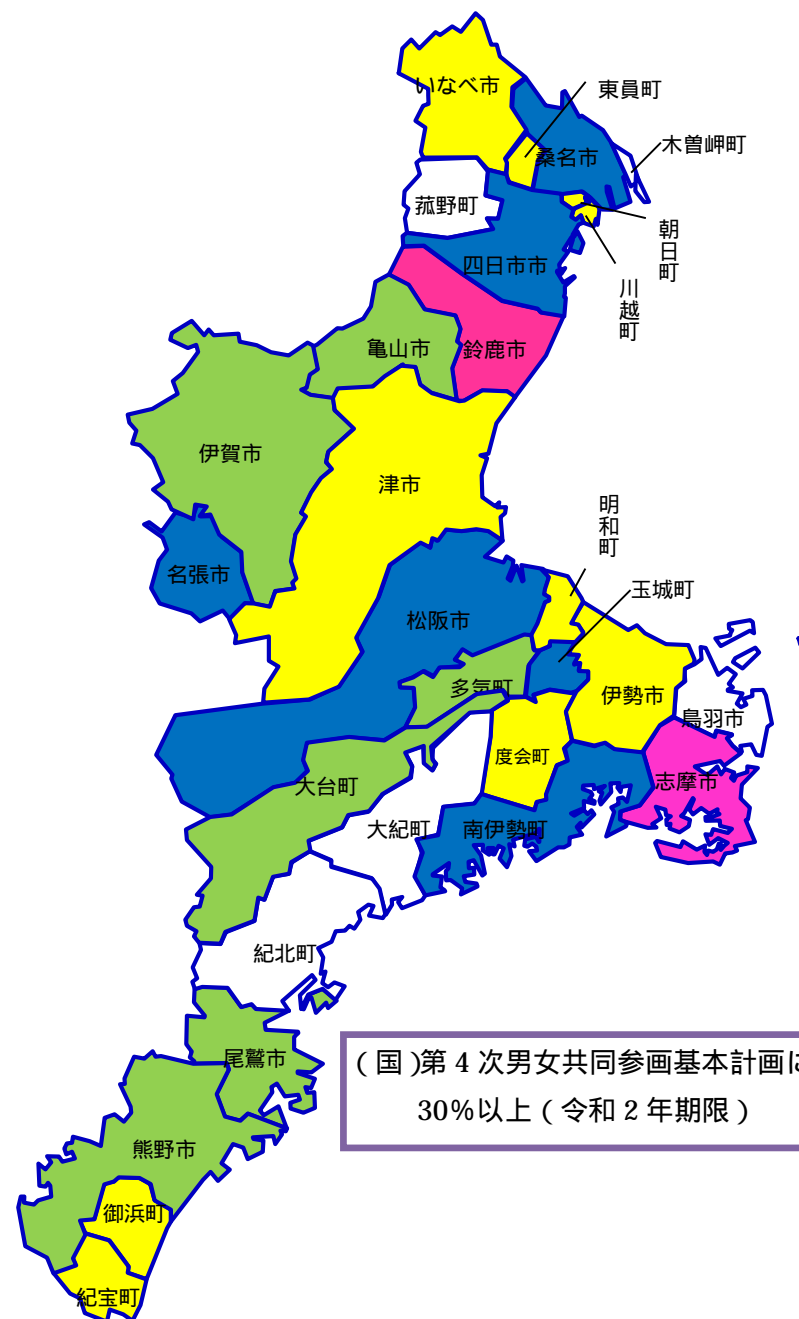 いなべ市
東員町
桑名市
木曽岬町
菰野町
朝日町
四日市市
川越町
亀山市
鈴鹿市
伊賀市
津市
明和町
名張市
玉城町
松阪市
多気町
伊勢市
鳥羽市
度会町
志摩市
大台町
大紀町
南伊勢町
紀北町
尾鷲市
(国)第4次男女共同参画基本計画に
30%以上(令和2年期限)
熊野市
御浜町
紀宝町